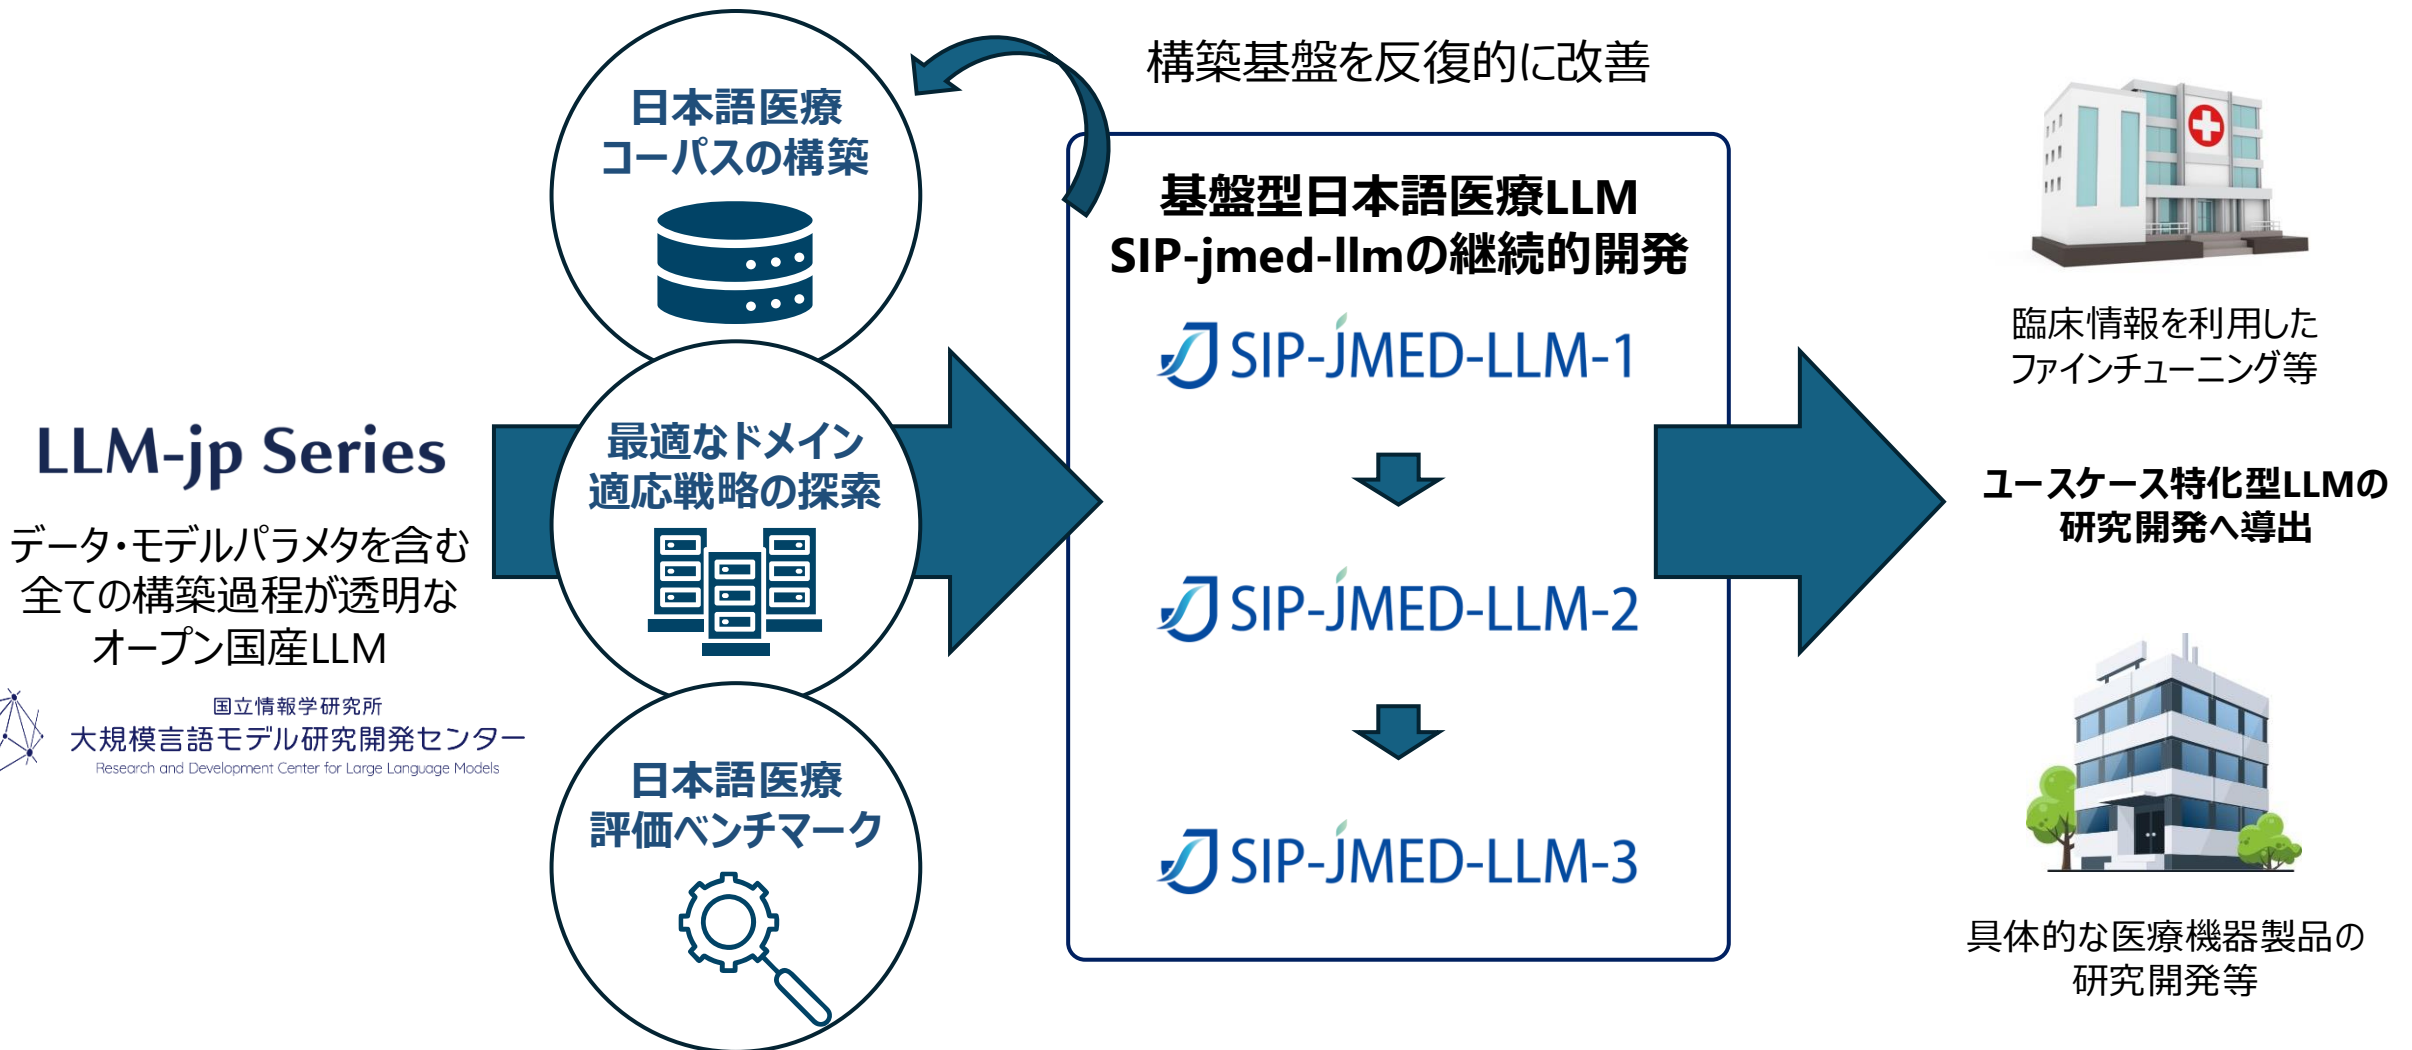 LLM-jp Series
データ・モデルパラメタを含む
全ての構築過程が透明な
オープン国産LLM
国立情報学研究所
大規模言語モデル研究開発センター
Research and Development Center for Large Language Models
日本語医療
コーパスの構築
最適なドメイン
適応戦略の探索
日本語医療
評価ベンチマーク
構築基盤を反復的に改善
基盤型日本語医療LLM
SIP-jmed-llmの継続的開発
SIP-JMED-LLM-1
SIP-JMED-LLM-2
SIP-JMED-LLM-3
臨床情報を利用した
ファインチューニング等
ユースケース特化型LLMの
研究開発へ導出
具体的な医療機器製品の
研究開発等